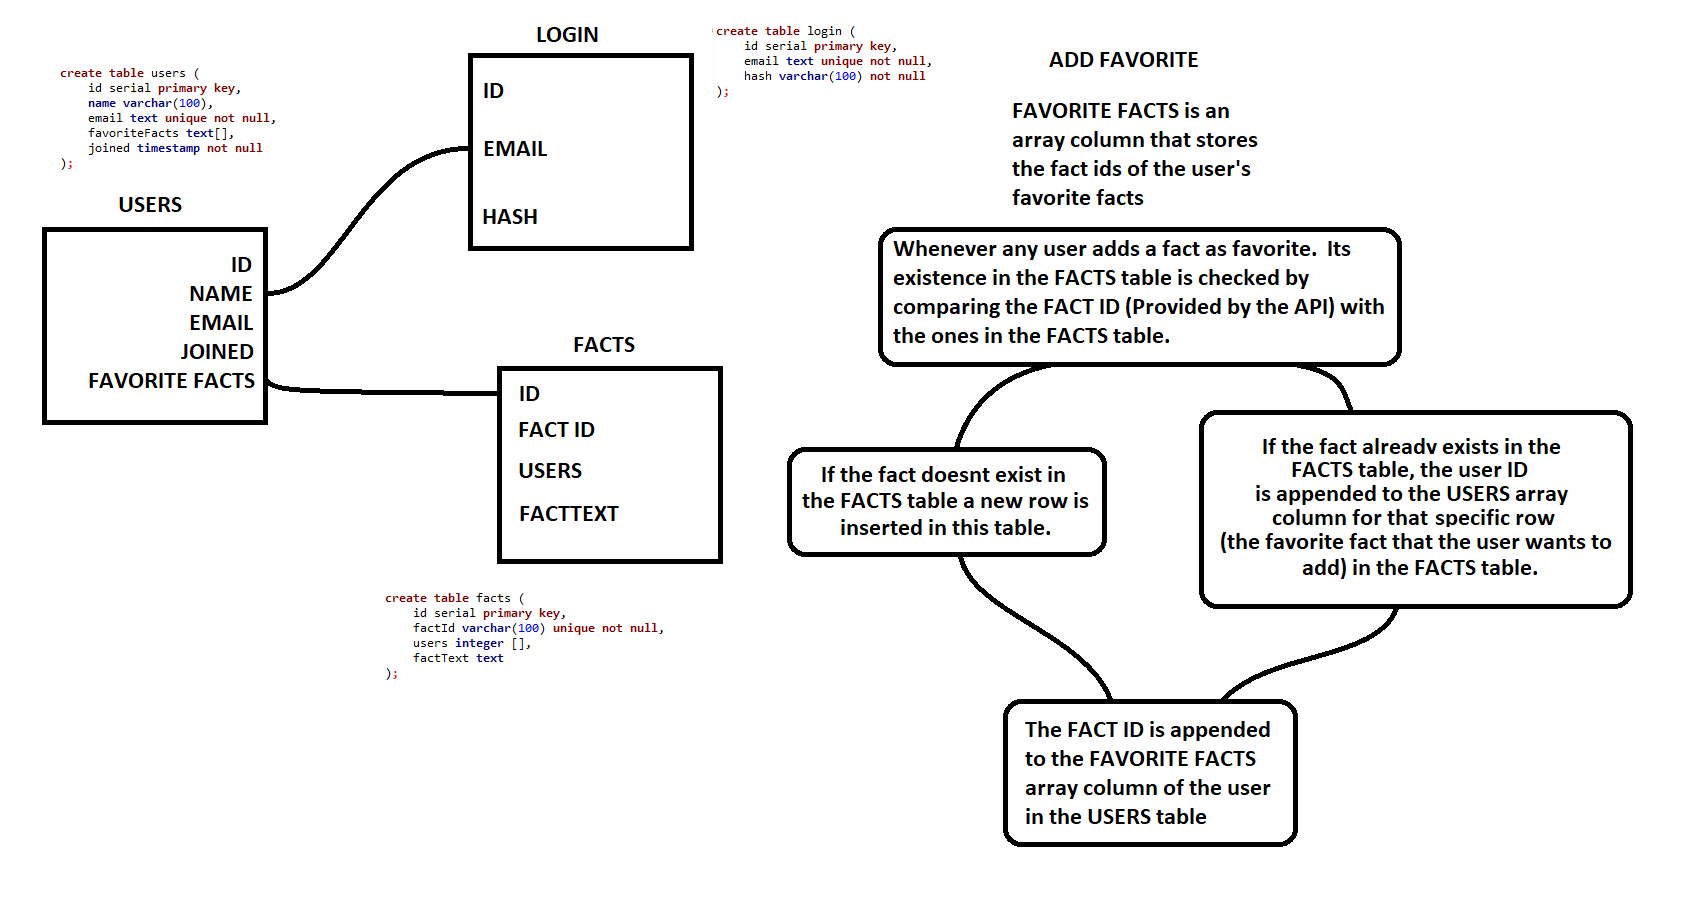 create table users (
id serial primary key,
name varchar(100),
email text unique not null,
favoriteFacts text[],
joined timestamp not null
);
USERS
ID
NAME
EMAIL
JOINED
FAVORITE FACTS
LOGIN
ID
EMAIL
HASH
create table login (
id serial primary key,
email text unique not null,
hash varchar(100) not null
);
FACTS
ID
FACT ID
USERS
FACTTEXT
create table facts (
id serial primary key,
factId varchar(100) unique not null,
users integer [],
factText text
);
ADD FAVORITE
FAVORITE FACTS is an
array column that stores
the fact ids of the user's
favorite facts
Whenever any user adds a fact as favorite.  Its
existence in the FACTS table is checked by
comparing the FACT ID (Provided by the API) with
the ones in the FACTS table.
If the fact doesnt exist in
the FACTS table a new row is
inserted in this table.
If the fact already exists in the
FACTS table, the user ID
is appended to the USERS array
column for that specific row
(the favorite fact that the user wants to
add) in the FACTS table.
The FACT ID is appended
to the FAVORITE FACTS
array column of the user
in the USERS table